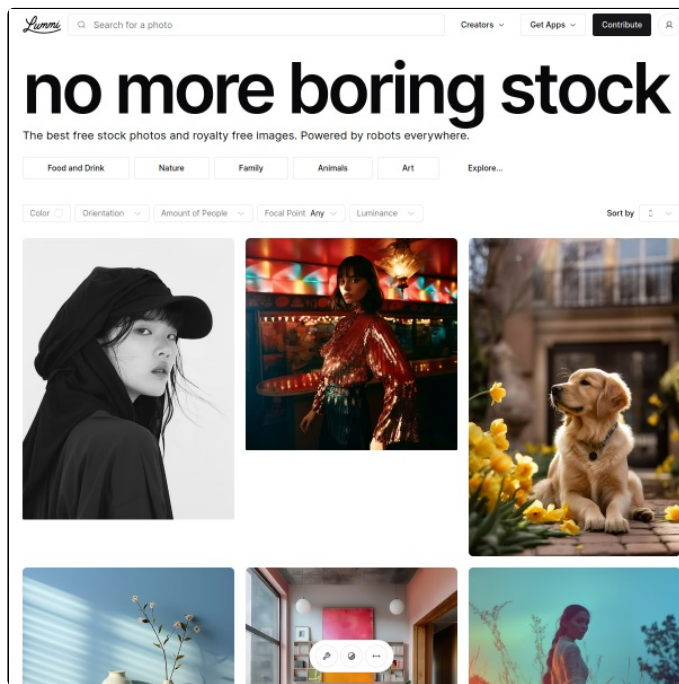 Lummi Search for a photo Creators Get Apps Contribute
no more boring stock
The best free stock photos and royalty free images. Powered by robots everywhere.
Food and Drink Nature Family Animals Art Explore...
Color Orientation Amount of People Focal Point Any Luminance Sort by